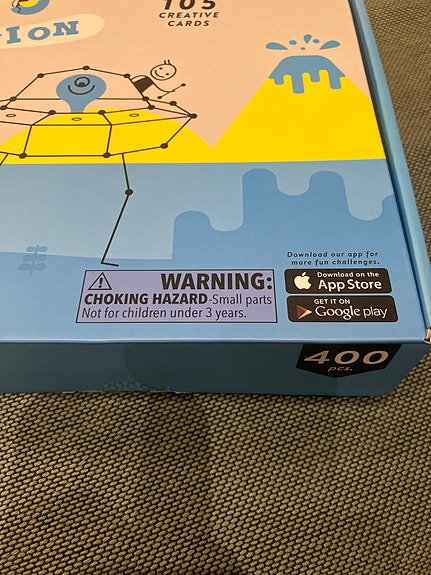 105
CREATIVE
CARDS
ION
Download our app for
more fun challenges.
Download on the
App Store
GET IT ON
Google play
WARNING:
CHOKING HAZARD-Small parts
Not for children under 3 years.
400
pcs.